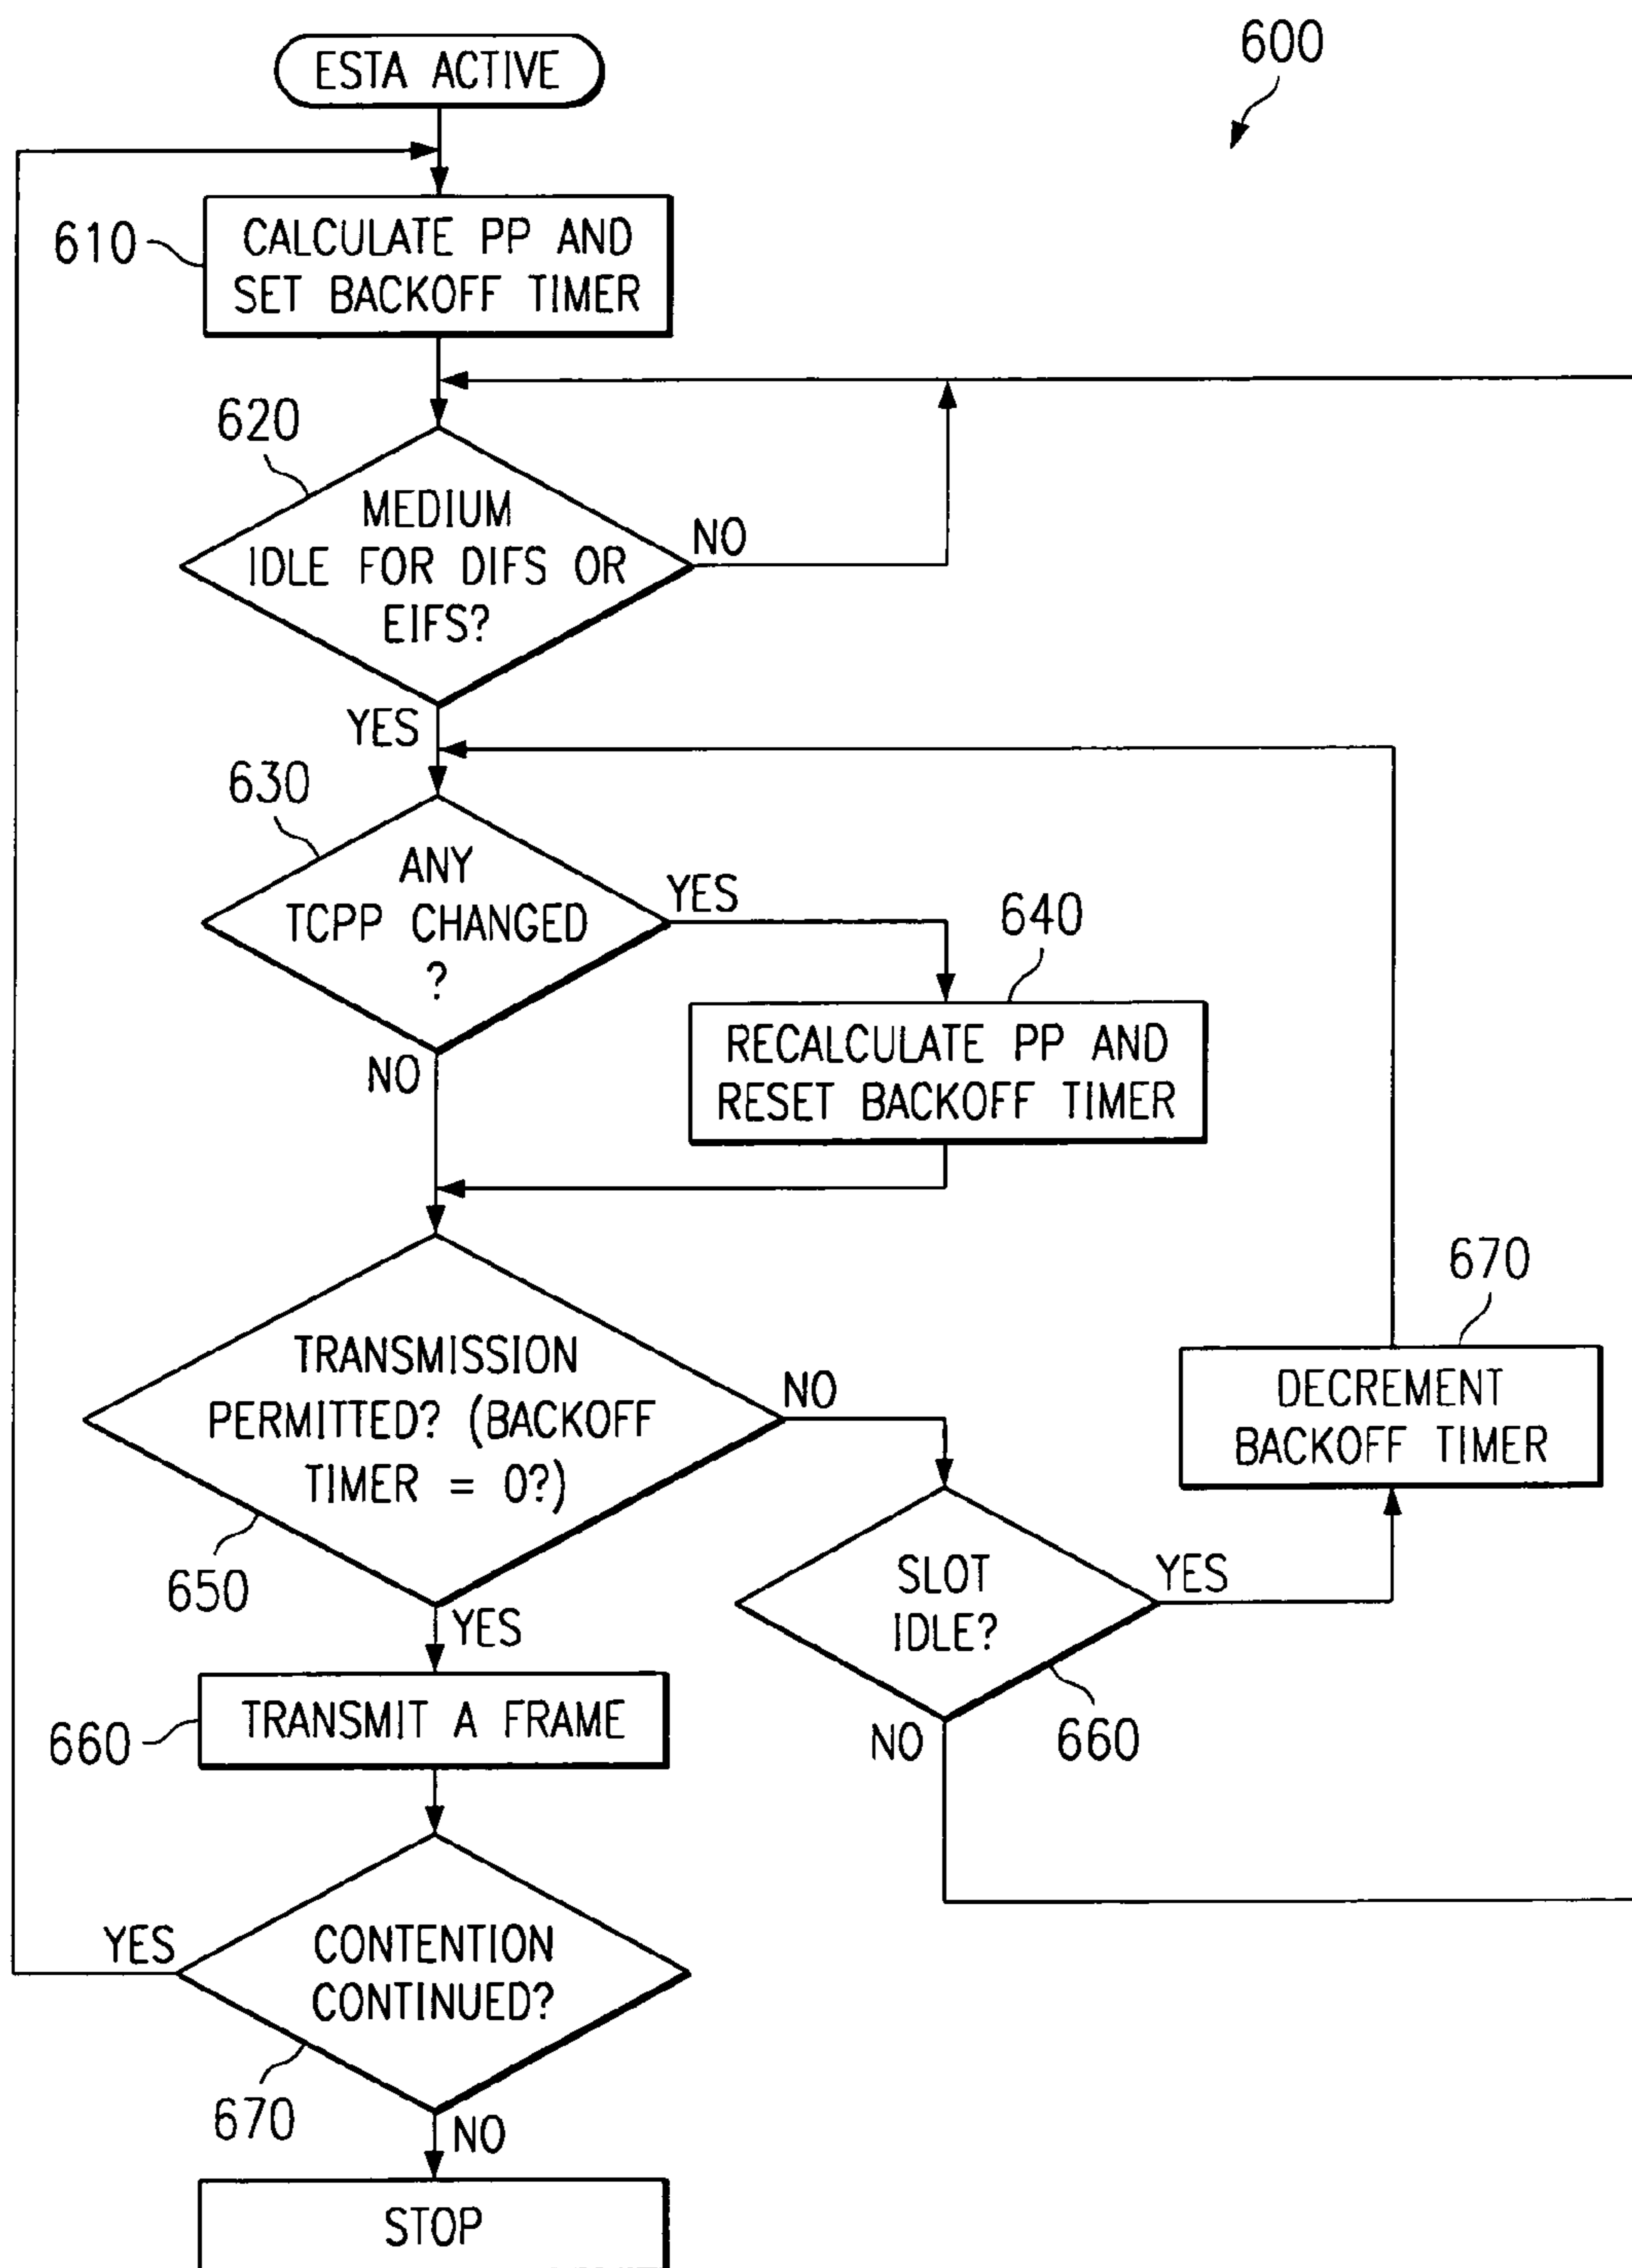 600
ESTA ACTIVE
610
CALCULATE PP AND
SET BACKOFF TIMER
620
MEDIUM
IDLE FOR DIFS OR
EIFS?
NO
YES
630
ANY
TCPP CHANGED
?
YES
NO
640
RECALCULATE PP AND
RESET BACKOFF TIMER
TRANSMISSION
PERMITTED? (BACKOFF
TIMER = 0?)
650
NO
YES
670
DECREMENT
BACKOFF TIMER
SLOT
IDLE?
YES
NO
660
660
TRANSMIT A FRAME
CONTENTION
CONTINUED?
YES
670
NO
STOP